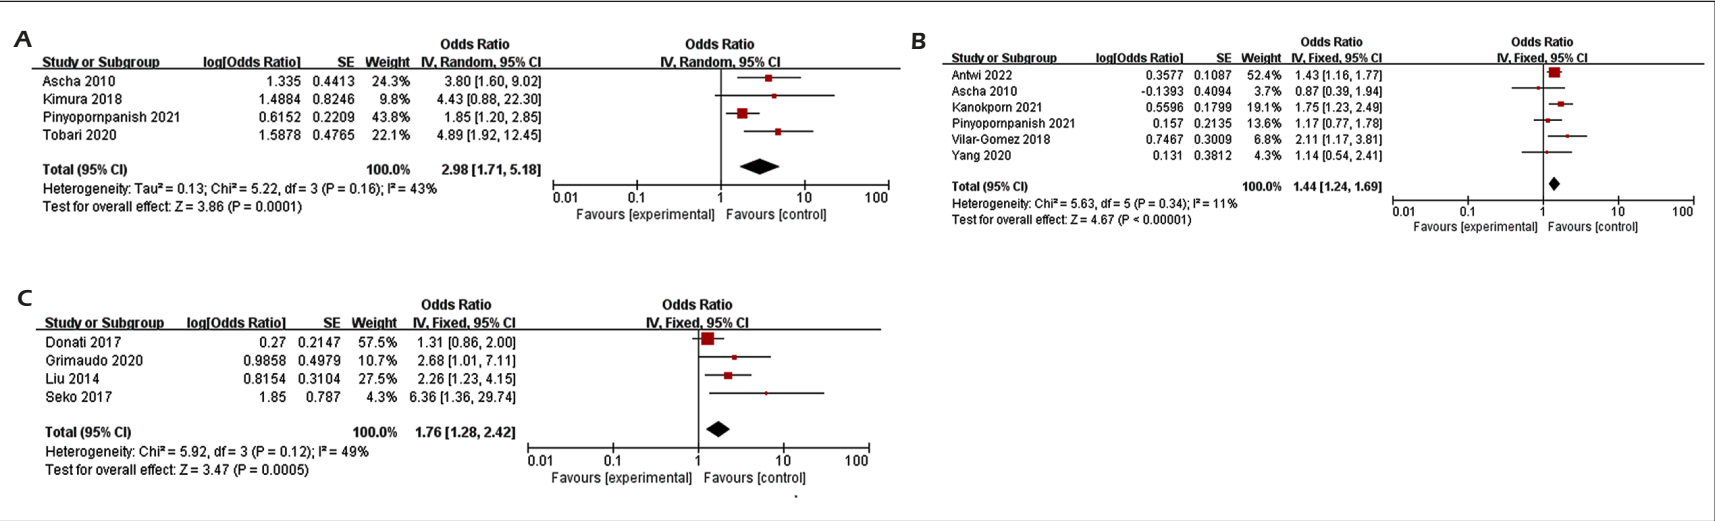 A
Odds Ratio Odds Ratio
Study or Subgroup log[Odds Ratio] SE Weight IV, Random, 95% CI IV, Random, 95% CI
Ascha 2010 1.335 0.4413 24.3% 3.80 [1.60, 9.02]
Kimura 2018 1.4884 0.8246 9.8% 4.43 [0.88, 22.30]
Pinyopornpanish 2021 0.6152 0.2209 43.8% 1.85 [1.20, 2.85]
Tobari 2020 1.5878 0.4765 22.1% 4.89 [1.92, 12.45]
Total (95% CI) 100.0% 2.98 [1.71, 5.18]
Heterogeneity: Tau² = 0.13; Chi² = 5.22, df = 3 (P = 0.16); I² = 43%
Test for overall effect: Z = 3.86 (P = 0.0001)
0.01 0.1 1 10 100
Favours [experimental] Favours [control]
B
Odds Ratio Odds Ratio
Study or Subgroup log[Odds Ratio] SE Weight IV, Fixed, 95% CI IV, Fixed, 95% CI
Antwi 2022 0.3577 0.1087 52.4% 1.43 [1.16, 1.77]
Ascha 2010 -0.1393 0.4094 3.7% 0.87 [0.39, 1.94]
Kanokporn 2021 0.5596 0.1799 19.1% 1.75 [1.23, 2.49]
Pinyopornpanish 2021 0.157 0.2135 13.6% 1.17 [0.77, 1.78]
Vilar-Gomez 2018 0.7467 0.3009 6.8% 2.11 [1.17, 3.81]
Yang 2020 0.131 0.3812 4.3% 1.14 [0.54, 2.41]
Total (95% CI) 100.0% 1.44 [1.24, 1.69]
Heterogeneity: Chi² = 5.63, df = 5 (P = 0.34); I² = 11%
Test for overall effect: Z = 4.67 (P < 0.00001)
0.01 0.1 1 10 100
Favours [experimental] Favours [control]
C
Odds Ratio Odds Ratio
Study or Subgroup log[Odds Ratio] SE Weight IV, Fixed, 95% CI IV, Fixed, 95% CI
Donati 2017 0.27 0.2147 57.5% 1.31 [0.86, 2.00]
Grimaudo 2020 0.9858 0.4979 10.7% 2.68 [1.01, 7.11]
Liu 2014 0.8154 0.3104 27.5% 2.26 [1.23, 4.15]
Seko 2017 1.85 0.787 4.3% 6.36 [1.36, 29.74]
Total (95% CI) 100.0% 1.76 [1.28, 2.42]
Heterogeneity: Chi² = 5.92, df = 3 (P = 0.12); I² = 49%
Test for overall effect: Z = 3.47 (P = 0.0005)
0.01 0.1 1 10 100
Favours [experimental] Favours [control]